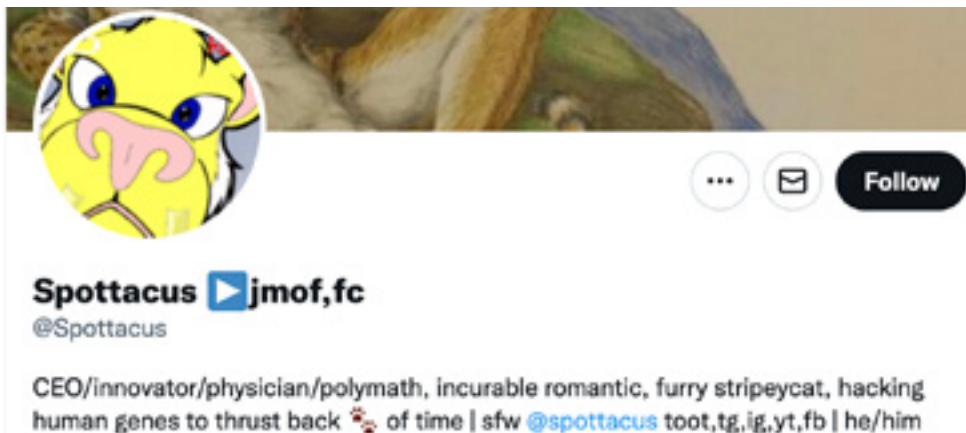 Follow
Spottacus ▶️jmof,fc
@Spottacus
CEO/innovator/physician/polymath, incurable romantic, furry stripeycat, hacking
human genes to thrust back 🐾 of time | sfw @spottacus toot,tg,ig,yt,fb | he/him